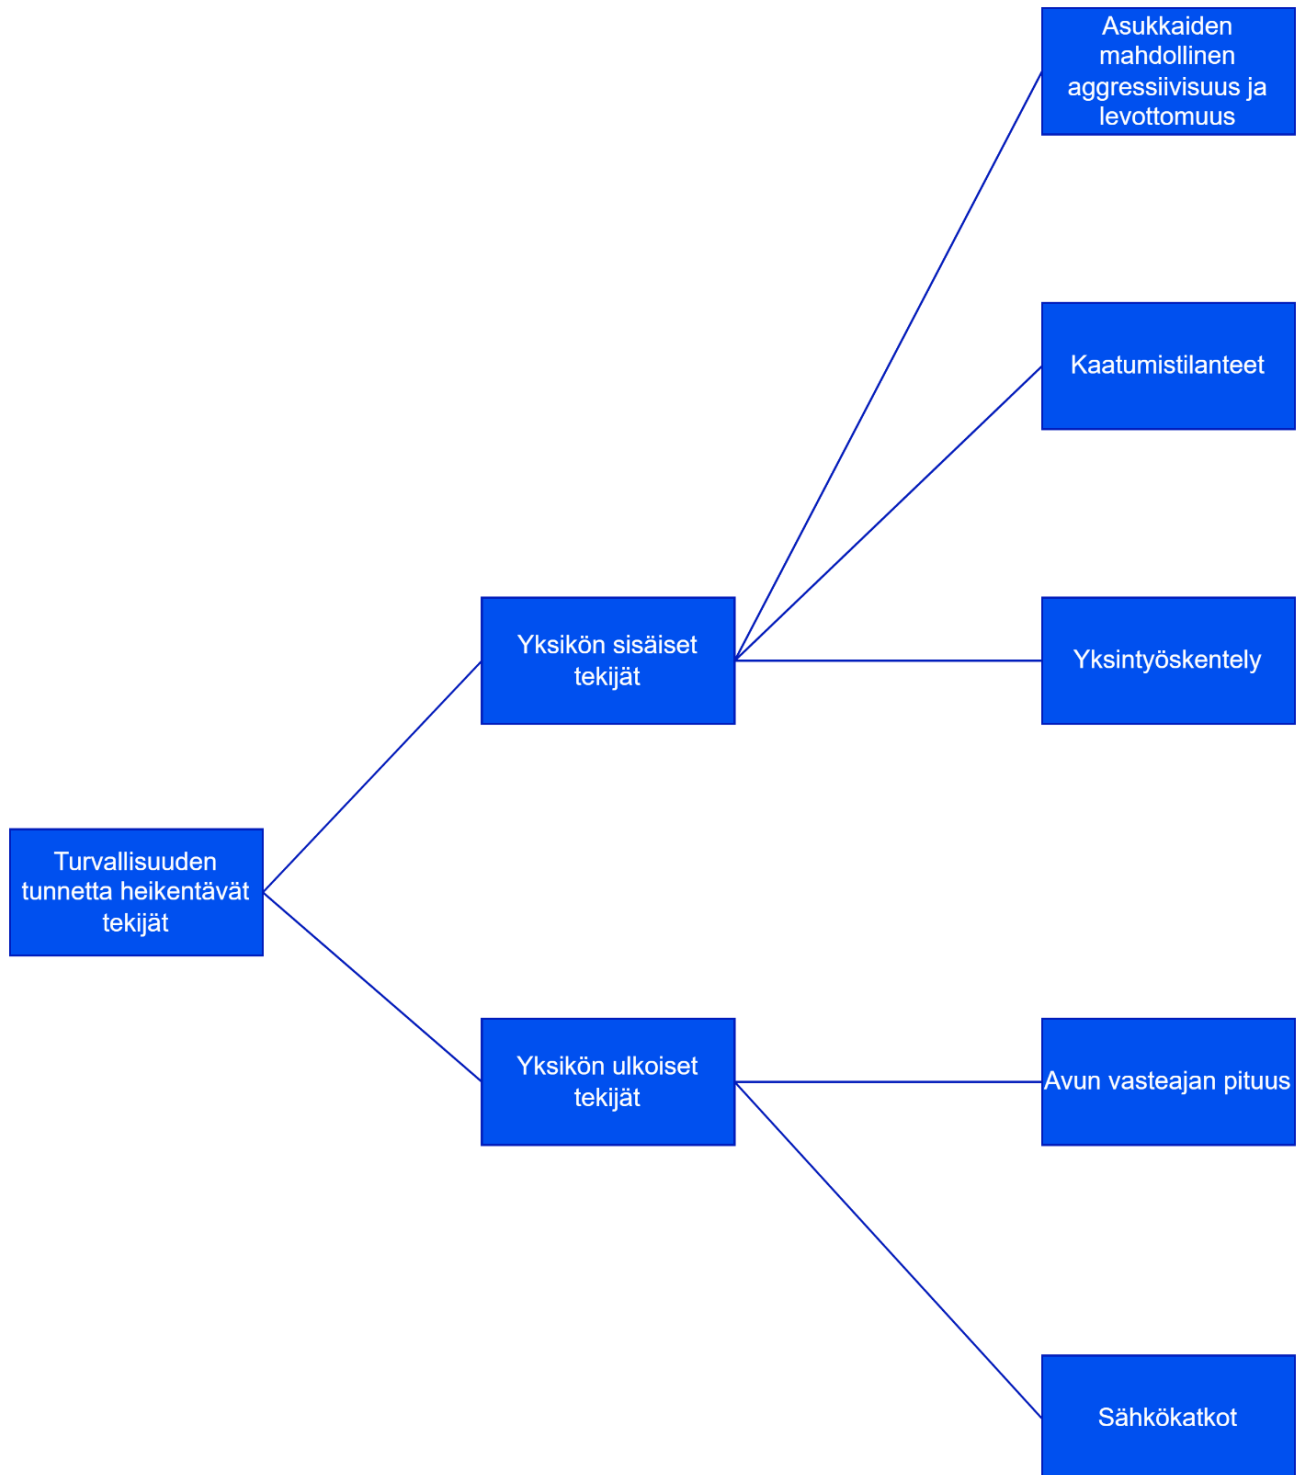 Asukkaiden
mahdollinen
aggressiivisuus ja
levottomuus
Kaatumistilanteet
Yksikön sisäiset
tekijät
Yksintyöskentely
Turvallisuuden
tunnetta heikentävät
tekijät
Yksikön ulkoiset
tekijät
Avun vasteajan pituus
Sähkökatkot